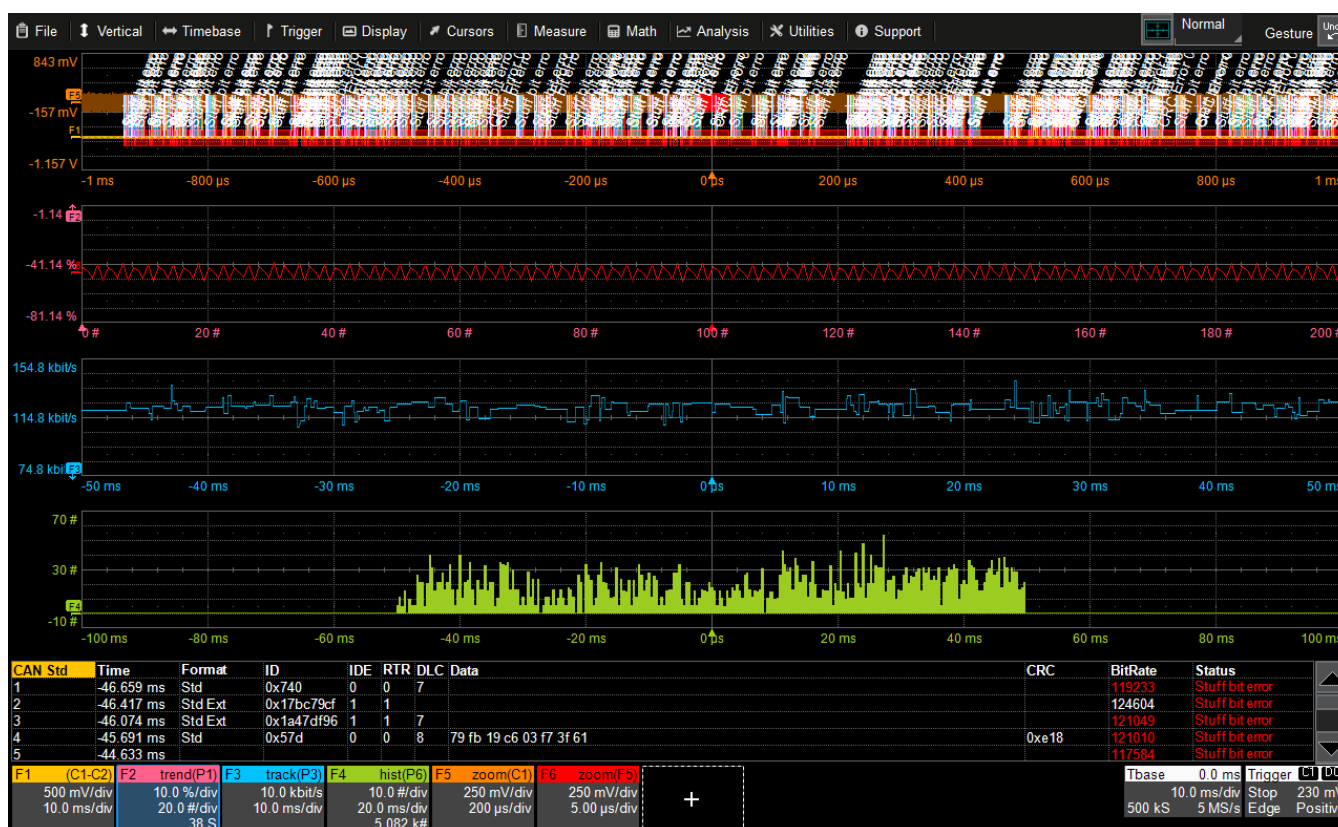 File Vertical Timebase Trigger Display Cursors Measure Math Analysis Utilities Support Normal Gesture
843 mV
F5
-157 mV
F1
-1.157 V
-1 ms -800 µs -600 µs -400 µs -200 µs 0 µs 200 µs 400 µs 600 µs 800 µs 1 ms
-1.14
F2
-41.14 %
-81.14 %
0 # 20 # 40 # 60 # 80 # 100 # 120 # 140 # 160 # 180 # 200 #
154.8 kbit/s
114.8 kbit/s
74.8 kbit
F3
-50 ms -40 ms -30 ms -20 ms -10 ms 0 µs 10 ms 20 ms 30 ms 40 ms 50 ms
70 #
30 #
F4
-10 #
-100 ms -80 ms -60 ms -40 ms -20 ms 0 µs 20 ms 40 ms 60 ms 80 ms 100 ms
CAN Std Time Format ID IDE RTR DLC Data CRC BitRate Status
1 -46.659 ms Std 0x740 0 0 7 119233 Stuff bit error
2 -46.417 ms Std Ext 0x17bc79cf 1 1 124604 Stuff bit error
3 -46.074 ms Std Ext 0x1a47df96 1 1 7 121049 Stuff bit error
4 -45.691 ms Std 0x57d 0 0 8 79 fb 19 c6 03 f7 3f 61 0xe18 121010 Stuff bit error
5 -44.633 ms 117584 Stuff bit error
F1 (C1-C2) F2 trend(P1) F3 track(P3) F4 hist(P6) F5 zoom(C1) F6 zoom(F5) Tbase 0.0 ms Trigger C1 DC
500 mV/div 10.0 %/div 10.0 kbit/s 10.0 #/div 250 mV/div 250 mV/div + 10.0 ms/div Stop 230 mV
10.0 ms/div 20.0 #/div 10.0 ms/div 20.0 ms/div 200 µs/div 5.00 µs/div 500 kS 5 MS/s Edge Positiv
38 S 5.082 k#